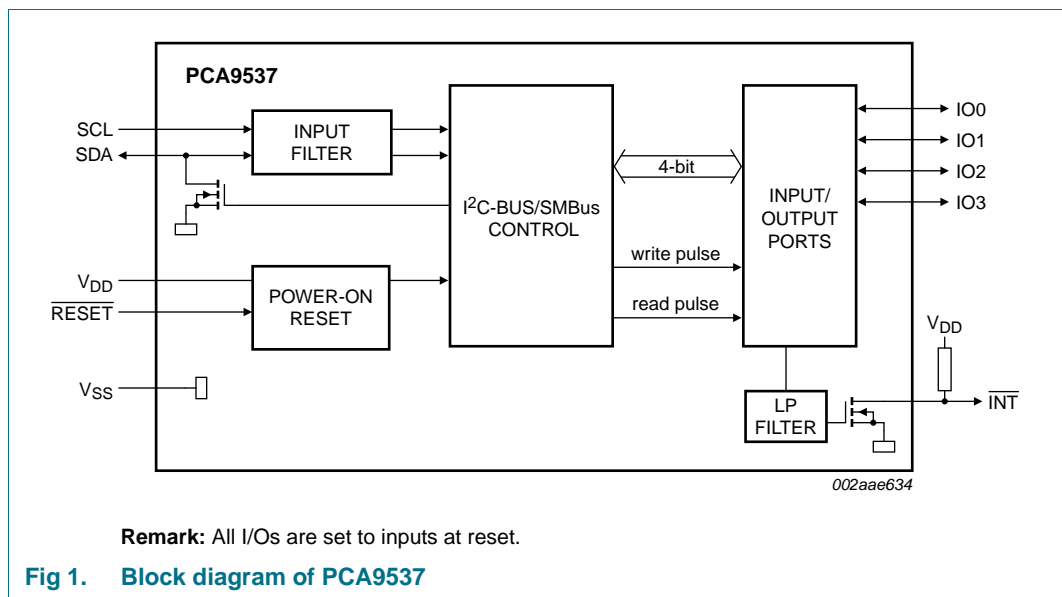 PCA9537
SCL
SDA
INPUT
FILTER
I²C-BUS/SMBus
CONTROL
4-bit
INPUT/
OUTPUT
PORTS
IO0
IO1
IO2
IO3
write pulse
read pulse
VDD
RESET
POWER-ON
RESET
VSS
LP
FILTER
VDD
INT
002aae634
Remark: All I/Os are set to inputs at reset.
Fig 1. Block diagram of PCA9537